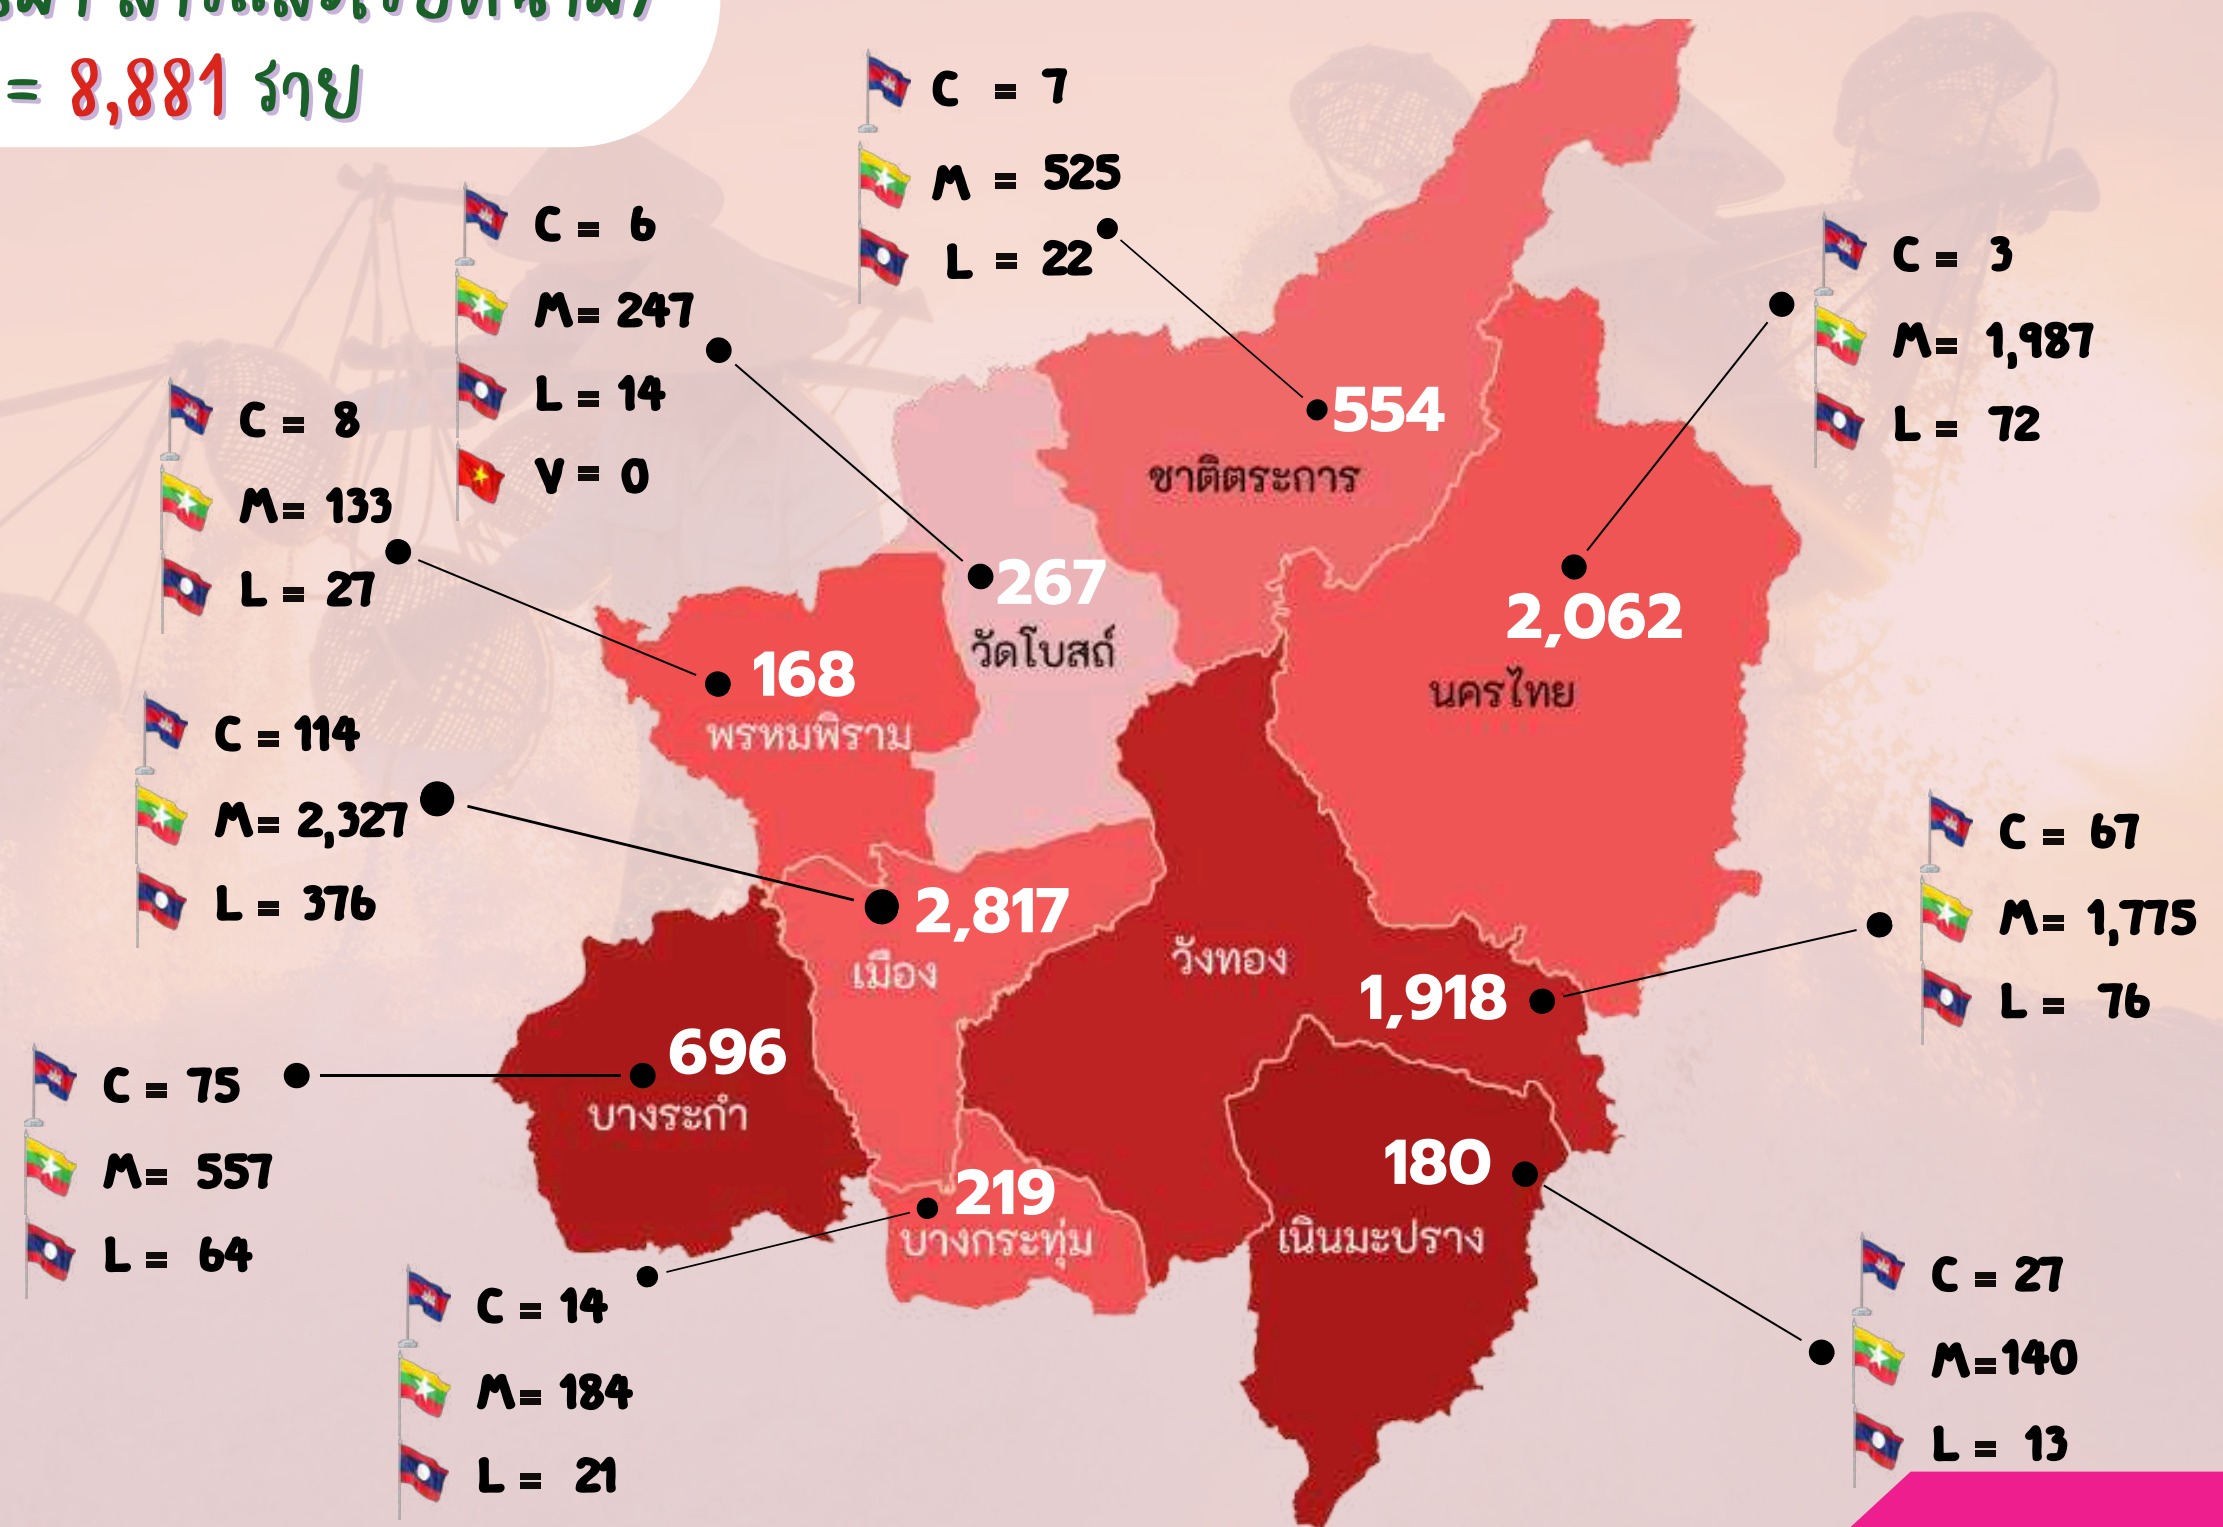 = 8,881 ราย
C = 7
M = 525
L = 22
C = 6
M = 247
L = 14
V = 0
C = 3
M = 1,987
L = 72
C = 8
M = 133
L = 27
554
ชาติตระการ
267
วัดโบสถ์
2,062
นครไทย
168
พรหมพิราม
C = 114
M = 2,327
L = 376
2,817
เมือง
วังทอง
1,918
C = 67
M = 1,775
L = 76
696
บางระกำ
C = 75
M = 557
L = 64
219
บางกระทุ่ม
180
เนินมะปราง
C = 14
M = 184
L = 21
C = 27
M = 140
L = 13